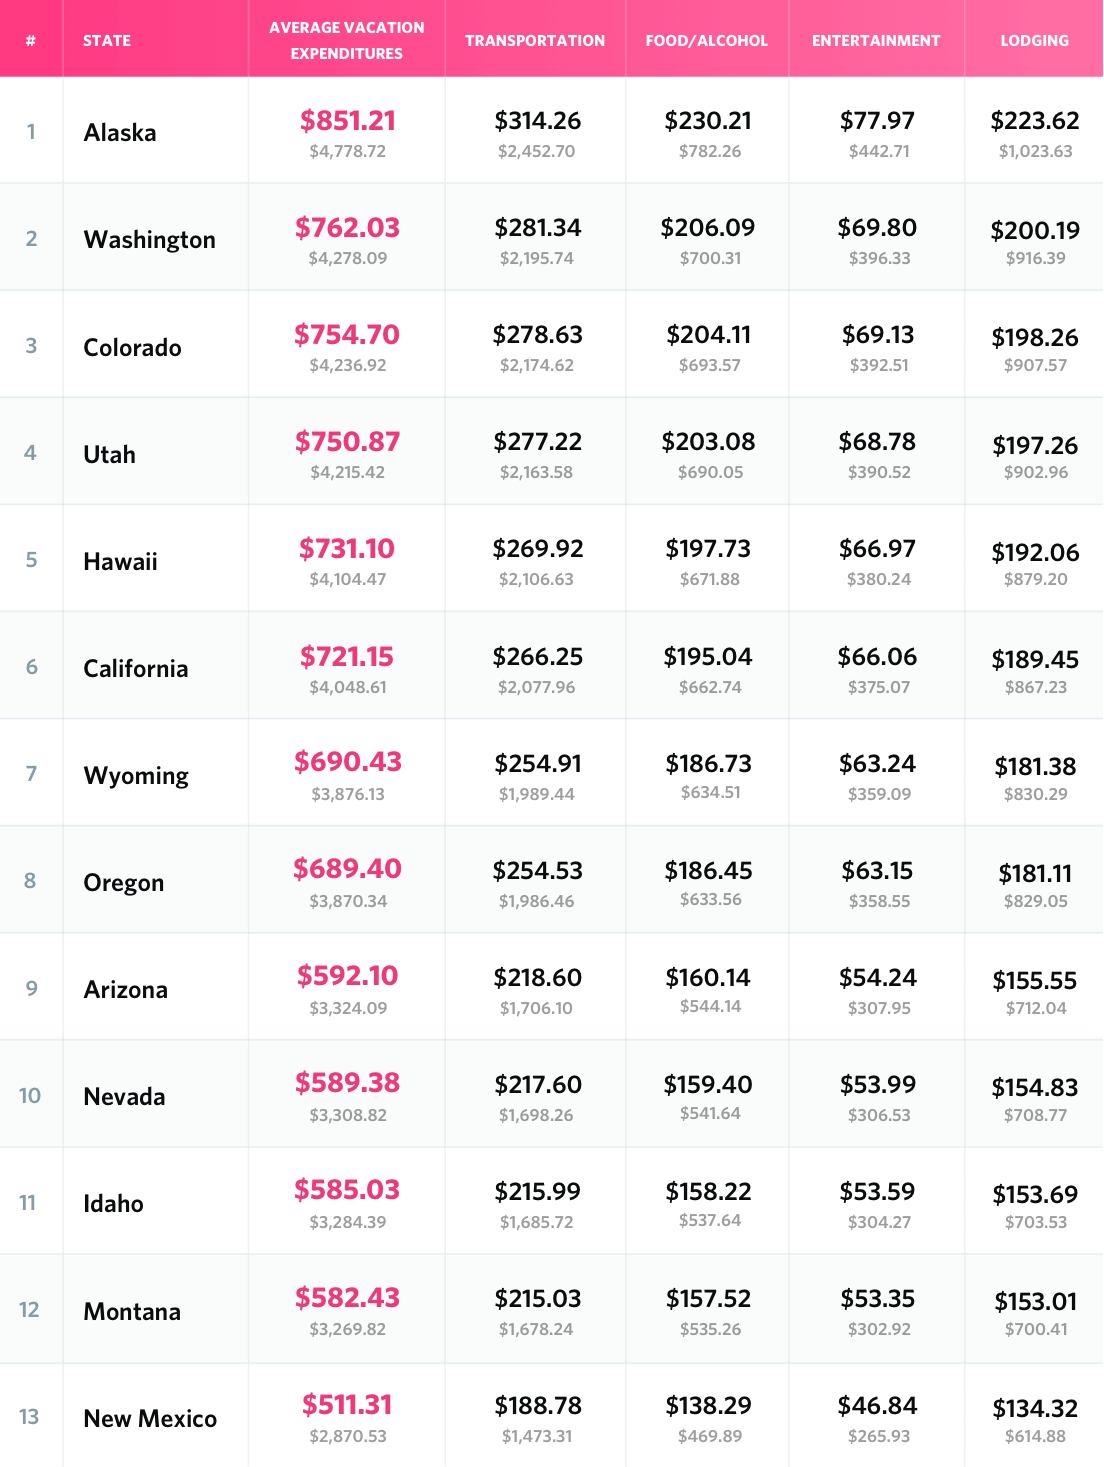 # STATE AVERAGE VACATION EXPENDITURES TRANSPORTATION FOOD/ALCOHOL ENTERTAINMENT LODGING
1 Alaska $851.21 $314.26 $230.21 $77.97 $223.62
$4,778.72 $2,452.70 $782.26 $442.71 $1,023.63
2 Washington $762.03 $281.34 $206.09 $69.80 $200.19
$4,278.09 $2,195.74 $700.31 $396.33 $916.39
3 Colorado $754.70 $278.63 $204.11 $69.13 $198.26
$4,236.92 $2,174.62 $693.57 $392.51 $907.57
4 Utah $750.87 $277.22 $203.08 $68.78 $197.26
$4,215.42 $2,163.58 $690.05 $390.52 $902.96
5 Hawaii $731.10 $269.92 $197.73 $66.97 $192.06
$4,104.47 $2,106.63 $671.88 $380.24 $879.20
6 California $721.15 $266.25 $195.04 $66.06 $189.45
$4,048.61 $2,077.96 $662.74 $375.07 $867.23
7 Wyoming $690.43 $254.91 $186.73 $63.24 $181.38
$3,876.13 $1,989.44 $634.51 $359.09 $830.29
8 Oregon $689.40 $254.53 $186.45 $63.15 $181.11
$3,870.34 $1,986.46 $633.56 $358.55 $829.05
9 Arizona $592.10 $218.60 $160.14 $54.24 $155.55
$3,324.09 $1,706.10 $544.14 $307.95 $712.04
10 Nevada $589.38 $217.60 $159.40 $53.99 $154.83
$3,308.82 $1,698.26 $541.64 $306.53 $708.77
11 Idaho $585.03 $215.99 $158.22 $53.59 $153.69
$3,284.39 $1,685.72 $537.64 $304.27 $703.53
12 Montana $582.43 $215.03 $157.52 $53.35 $153.01
$3,269.82 $1,678.24 $535.26 $302.92 $700.41
13 New Mexico $511.31 $188.78 $138.29 $46.84 $134.32
$2,870.53 $1,473.31 $469.89 $265.93 $614.88